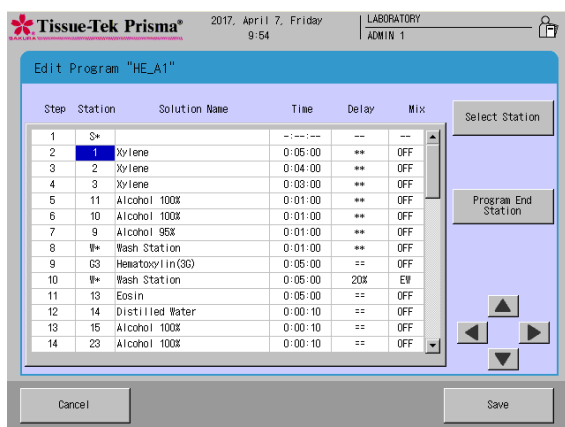 SAKURA Tissue-Tek Prisma® 2017, April 7, Friday LABORATORY
9:54 ADMIN 1
Edit Program "HE_A1"
Step Station Solution Name Time Delay Mix
1 S* -:--:-- -- --
2 1 Xylene 0:05:00 ** OFF
3 2 Xylene 0:04:00 ** OFF
4 3 Xylene 0:03:00 ** OFF
5 11 Alcohol 100% 0:01:00 ** OFF
6 10 Alcohol 100% 0:01:00 ** OFF
7 9 Alcohol 95% 0:01:00 ** OFF
8 W* Wash Station 0:01:00 ** OFF
9 G3 Hematoxylin(3G) 0:05:00 == OFF
10 W* Wash Station 0:05:00 20% EW
11 13 Eosin 0:05:00 == OFF
12 14 Distilled Water 0:00:10 == OFF
13 15 Alcohol 100% 0:00:10 == OFF
14 23 Alcohol 100% 0:00:10 == OFF
Select Station
Program End
Station
Cancel Save